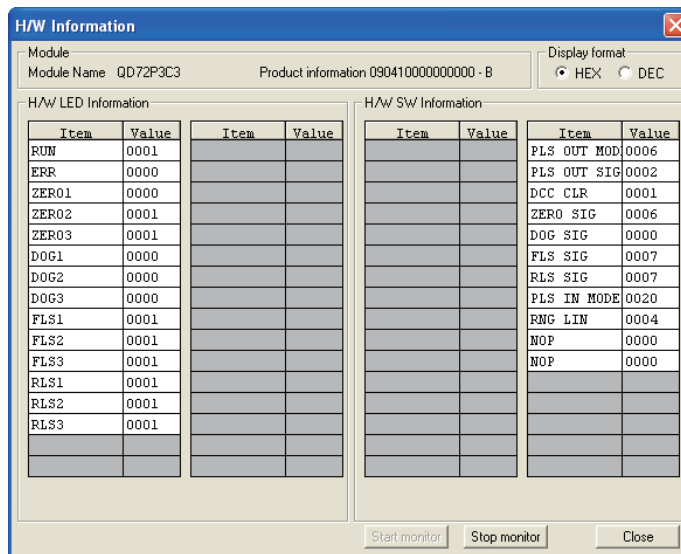 H/W Information
Module
Module Name QD72P3C3 Product information 090410000000000 - B
Display format
HEX DEC
H/W LED Information
Item Value Item Value
RUN 0001
ERR 0000
ZERO1 0001
ZERO2 0001
ZERO3 0001
DOG1 0000
DOG2 0000
DOG3 0000
FLS1 0001
FLS2 0001
FLS3 0001
RLS1 0001
RLS2 0001
RLS3 0001
H/W SW Information
Item Value Item Value
PLS OUT MOD 0006
PLS OUT SIG 0002
DCC CLR 0001
ZERO SIG 0006
DOG SIG 0000
FLS SIG 0007
RLS SIG 0007
PLS IN MODE 0020
RNG LIN 0004
NOP 0000
NOP 0000
Start monitor Stop monitor Close